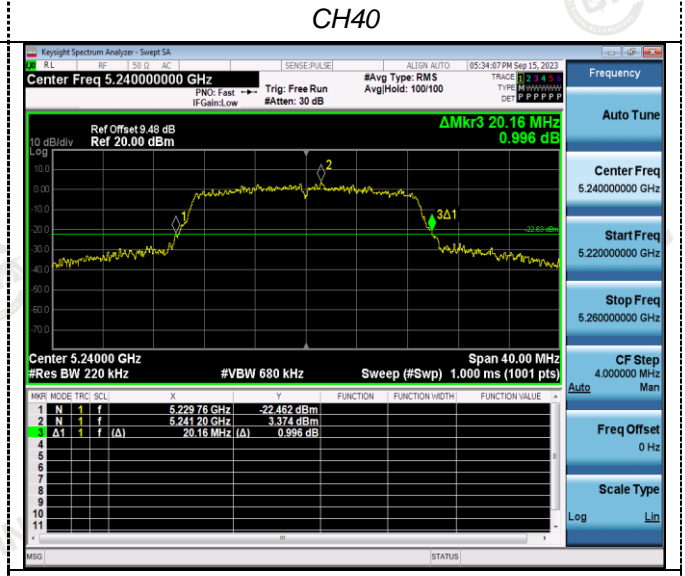 CH40
Keysight Spectrum Analyzer - Swept SA
RL RF 50 Ω AC SENSE:PULSE ALIGN AUTO 05:34:07 PM Sep 15, 2023
Center Freq 5.240000000 GHz #Avg Type: RMS TRACE 1 2 3 4 5 6
PNO: Fast Trig: Free Run Avg|Hold: 100/100 TYPE M WWWWW
IFGain:Low #Atten: 30 dB DET P P P P P P
Frequency
Auto Tune
ΔMkr3 20.16 MHz
0.996 dB
Ref Offset 9.48 dB
10 dB/div Ref 20.00 dBm
Log
10.0
0.00
-10.0
-20.0
-30.0
-40.0
-50.0
-60.0
-70.0
1
2
3Δ1
-22.63 dBm
Center Freq
5.240000000 GHz
Start Freq
5.220000000 GHz
Stop Freq
5.260000000 GHz
CF Step
4.000000 MHz
Auto Man
Freq Offset
0 Hz
Scale Type
Log Lin
Center 5.24000 GHz Span 40.00 MHz
#Res BW 220 kHz #VBW 680 kHz Sweep (#Swp) 1.000 ms (1001 pts)
MKR MODE TRC SCL X Y FUNCTION FUNCTION WIDTH FUNCTION VALUE
1 N 1 f 5.229 76 GHz -22.462 dBm
2 N 1 f 5.241 20 GHz 3.374 dBm
3 Δ1 1 f (Δ) 20.16 MHz (Δ) 0.996 dB
4
5
6
7
8
9
10
11
MSG STATUS